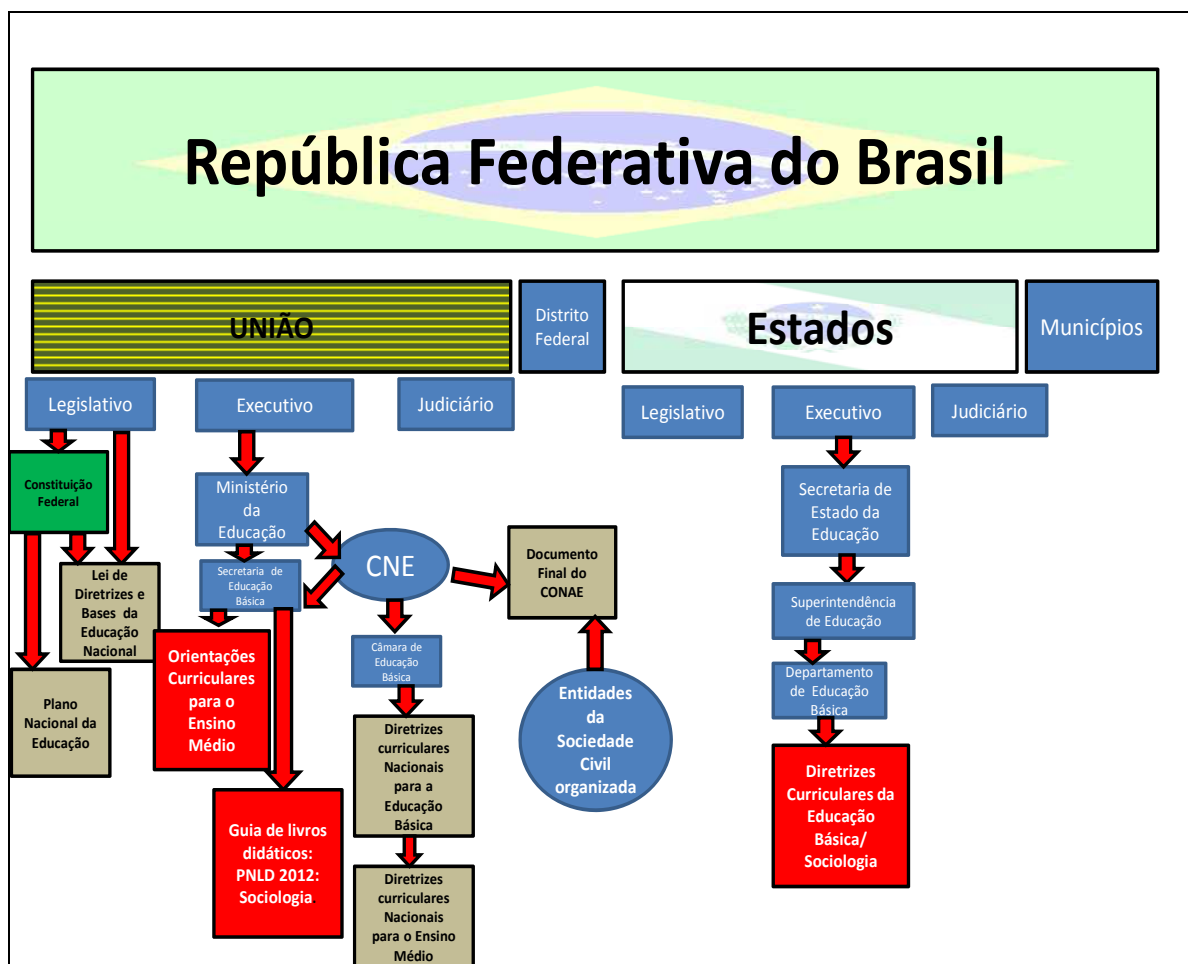 República Federativa do Brasil
UNIÃO
Distrito
Federal
Estados
Municípios
Legislativo
Executivo
Judiciário
Legislativo
Executivo
Judiciário
Constituição
Federal
Lei de
Diretrizes e
Bases da
Educação
Nacional
Plano
Nacional da
Educação
Ministério
da
Educação
Secretaria de
Educação
Básica
Orientações
Curriculares
para o
Ensino
Médio
Guia de livros
didáticos:
PNLD 2012:
Sociologia.
CNE
Câmara de
Educação
Básica
Diretrizes
curriculares
Nacionais
para a
Educação
Básica
Diretrizes
curriculares
Nacionais
para o Ensino
Médio
Documento
Final do
CONAE
Entidades
da
Sociedade
Civil
organizada
Secretaria de
Estado da
Educação
Superintendência
de Educação
Departamento
de Educação
Básica
Diretrizes
Curriculares da
Educação
Básica/
Sociologia